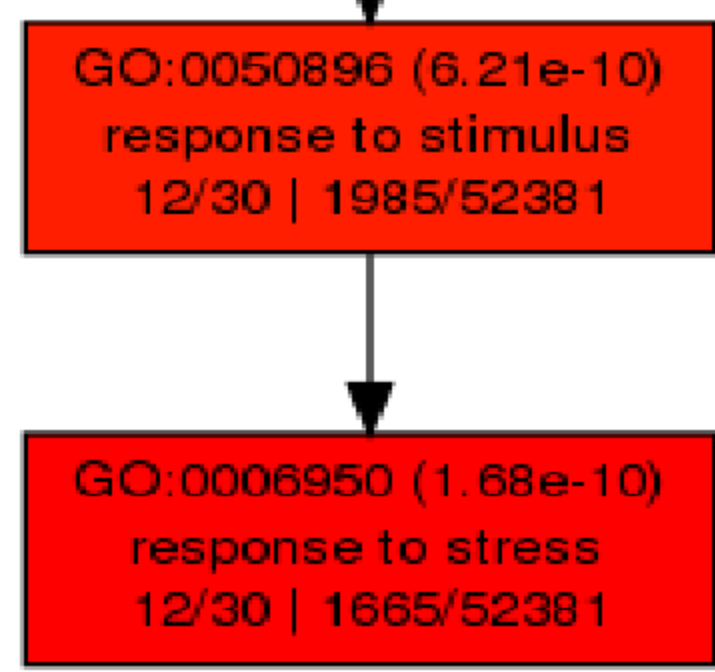 GO:0050896 (6.21e-10)
response to stimulus
12/30 | 1985/52381
GO:0006950 (1.68e-10)
response to stress
12/30 | 1665/52381